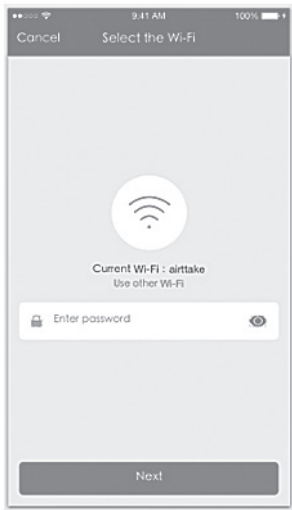 9:41 AM 100%
Cancel Select the Wi-Fi
Current Wi-Fi : airttake
Use other Wi-Fi
Enter password
Next